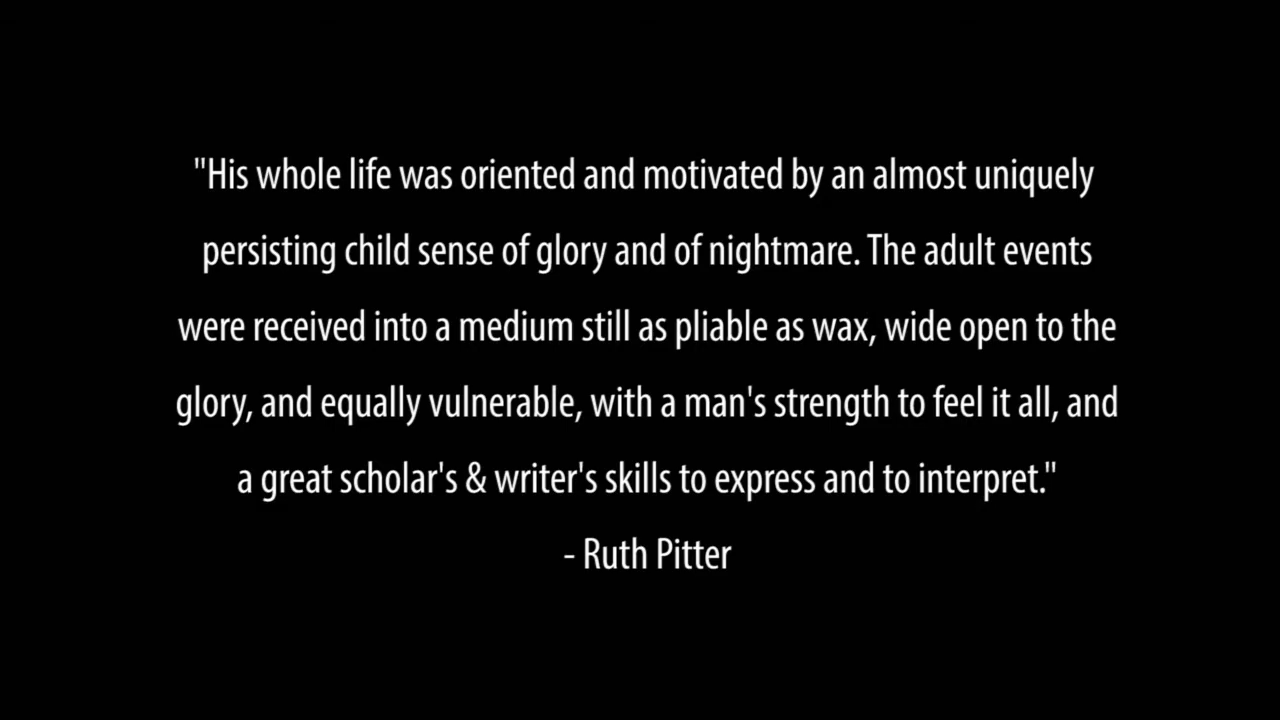 "His whole life was oriented and motivated by an almost uniquely
persisting child sense of glory and of nightmare. The adult events
were received into a medium still as pliable as wax, wide open to the
glory, and equally vulnerable, with a man's strength to feel it all, and
a great scholar's & writer's skills to express and to interpret."
- Ruth Pitter